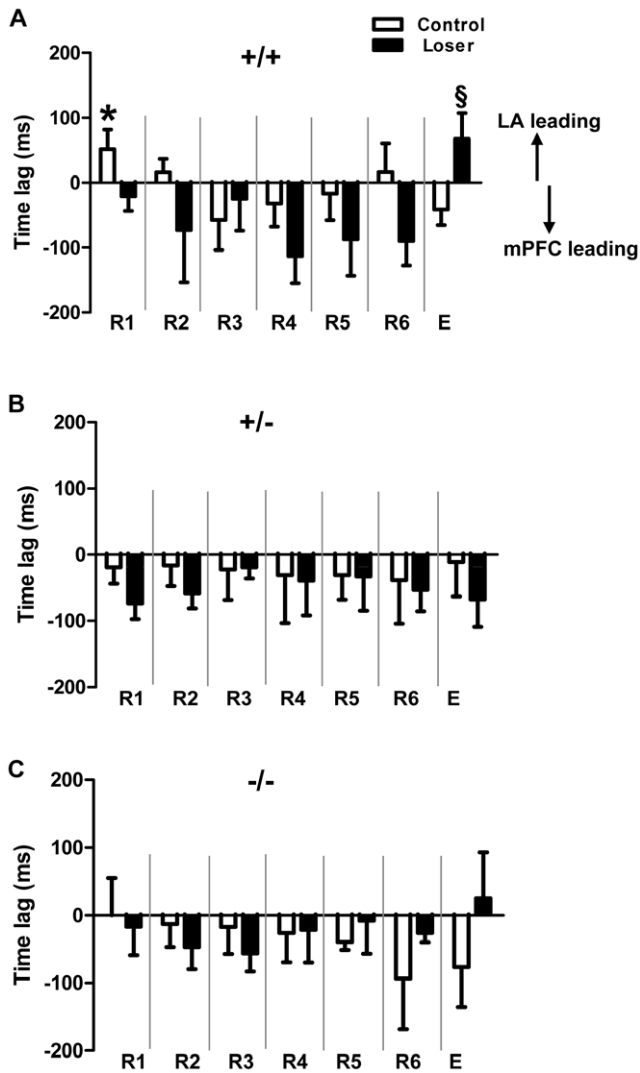 A
Control
Loser
+/+
200
100
0
-100
-200
Time lag (ms)
*
§
LA leading
mPFC leading
R1 R2 R3 R4 R5 R6 E
B
+/-
200
100
0
-100
-200
Time lag (ms)
R1 R2 R3 R4 R5 R6 E
C
-/-
200
100
0
-100
-200
Time lag (ms)
R1 R2 R3 R4 R5 R6 E